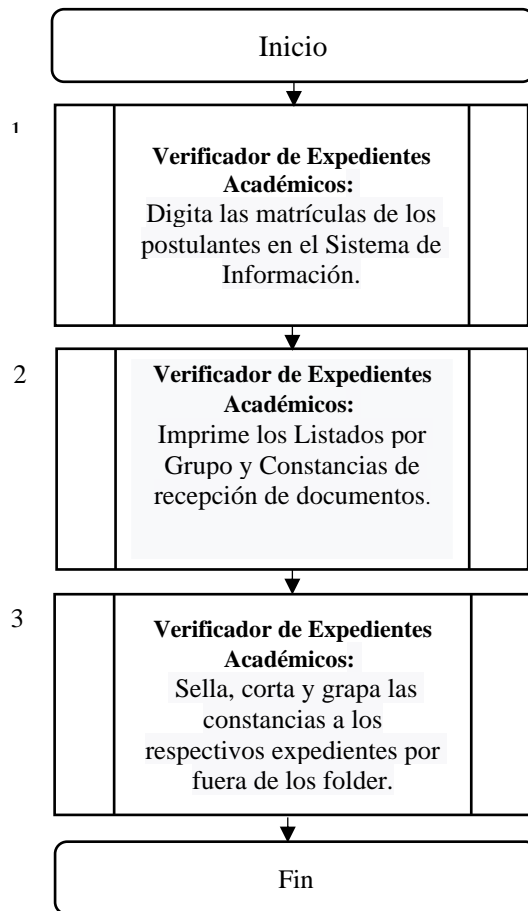 Inicio
1
Verificador de Expedientes
Académicos:
Digita las matrículas de los
postulantes en el Sistema de
Información.
2
Verificador de Expedientes
Académicos:
Imprime los Listados por
Grupo y Constancias de
recepción de documentos.
3
Verificador de Expedientes
Académicos:
Sella, corta y grapa las
constancias a los
respectivos expedientes por
fuera de los folder.
Fin